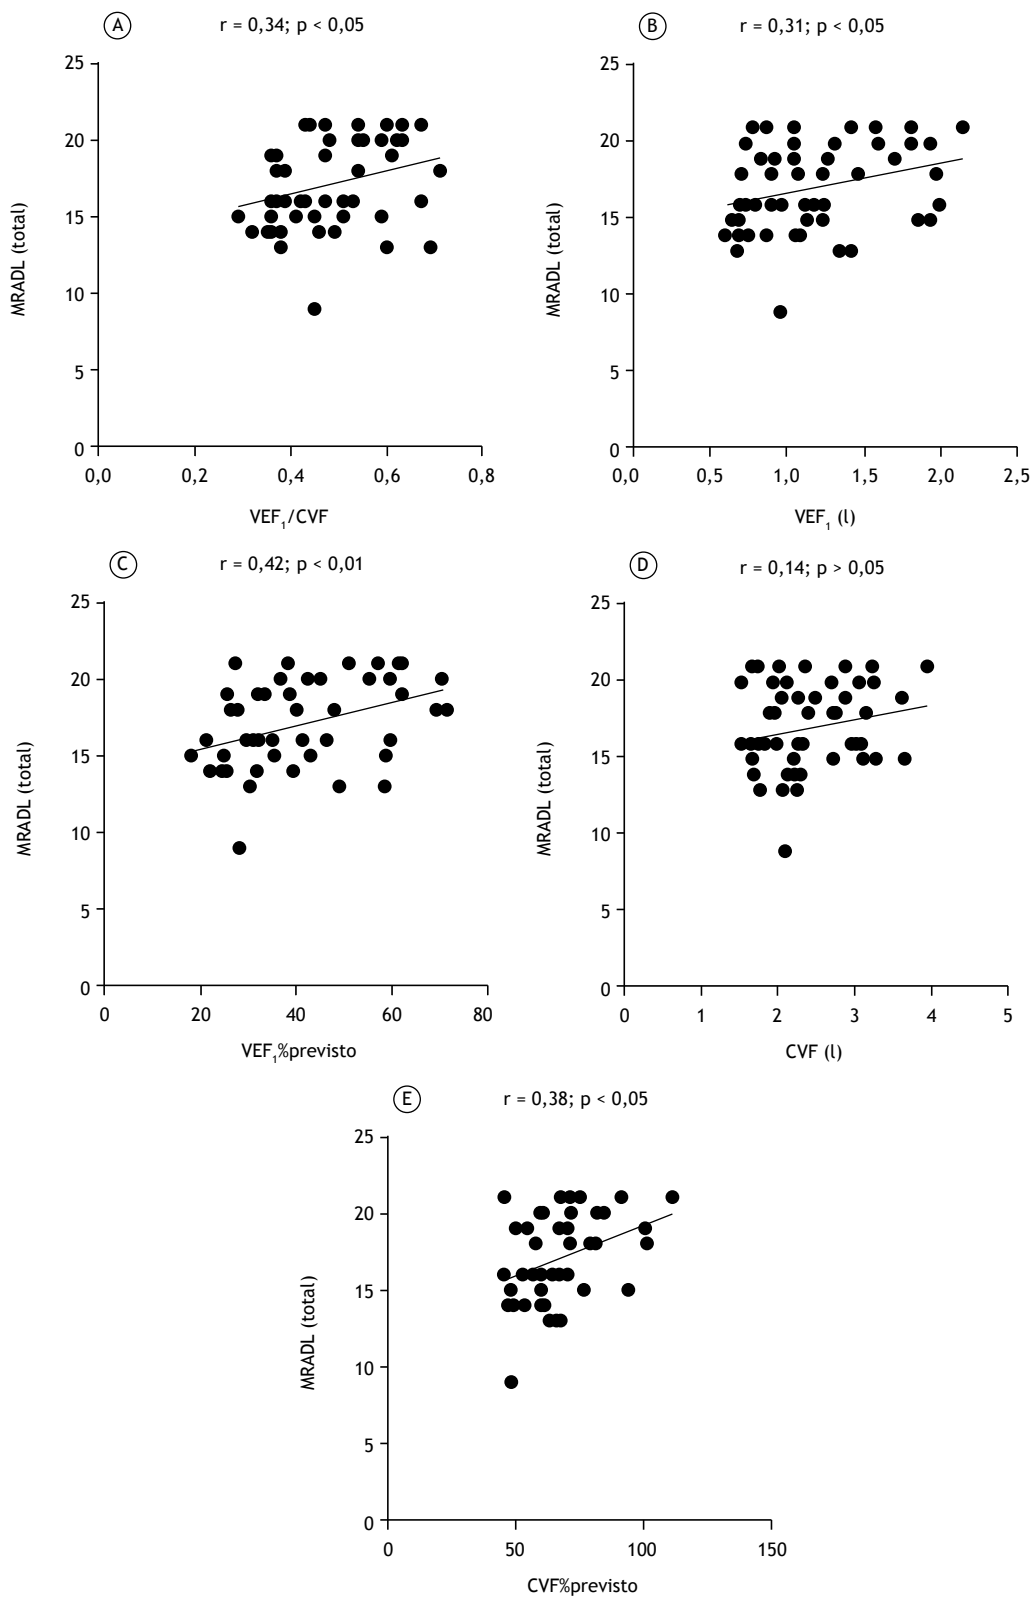 A r = 0,34; p < 0,05
25
20
15
10
5
0
MRADL (total)
0,0 0,2 0,4 0,6 0,8
VEF₁/CVF
B r = 0,31; p < 0,05
25
20
15
10
5
0
MRADL (total)
0,0 0,5 1,0 1,5 2,0 2,5
VEF₁ (l)
C r = 0,42; p < 0,01
25
20
15
10
5
0
MRADL (total)
0 20 40 60 80
VEF₁%previsto
D r = 0,14; p > 0,05
25
20
15
10
5
0
MRADL (total)
0 1 2 3 4 5
CVF (l)
E r = 0,38; p < 0,05
25
20
15
10
5
0
MRADL (total)
0 50 100 150
CVF%previsto